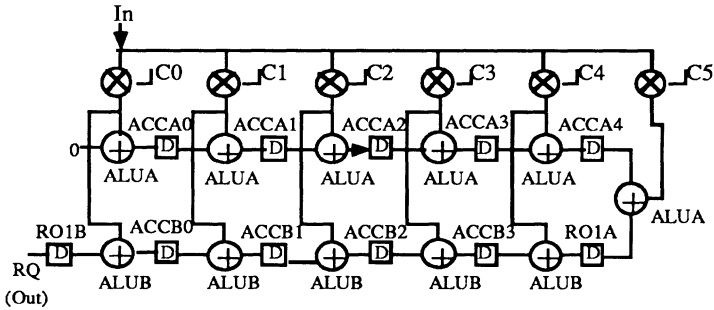 In
C0 C1 C2 C3 C4 C5
ACCA0 ACCA1 ACCA2 ACCA3 ACCA4
0 D D D D D
ALUA ALUA ALUA ALUA ALUA
ALUA
RO1B ACCB0 ACCB1 ACCB2 ACCB3 RO1A
D D D D D D
RQ
ALUB ALUB ALUB ALUB ALUB
(Out)